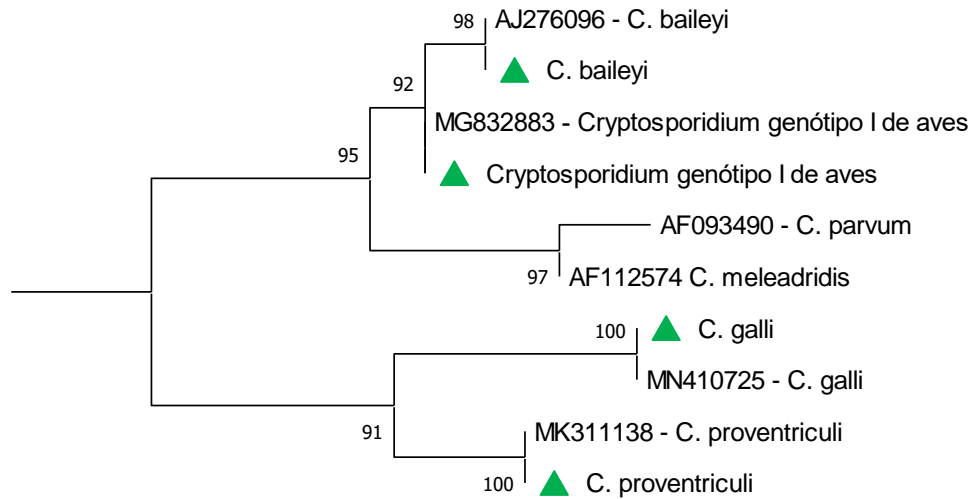 98
AJ276096 - C. baileyi
C. baileyi
92
MG832883 - Cryptosporidium genótipo I de aves
95
Cryptosporidium genótipo I de aves
AF093490 - C. parvum
97
AF112574 C. meleadridis
100
C. galli
MN410725 - C. galli
91
MK311138 - C. proventriculi
100
C. proventriculi